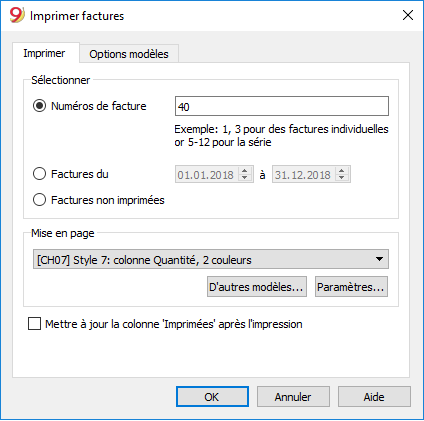 Imprimer factures
Imprimer Options modèles
Sélectionner
Numéros de facture 40
Exemple: 1, 3 pour des factures individuelles
or 5-12 pour la série
Factures du 01.01.2018 à 31.12.2018
Factures non imprimées
Mise en page
[CH07] Style 7: colonne Quantité, 2 couleurs
D'autres modèles... Paramètres...
Mettre à jour la colonne 'Imprimées' après l'impression
OK Annuler Aide